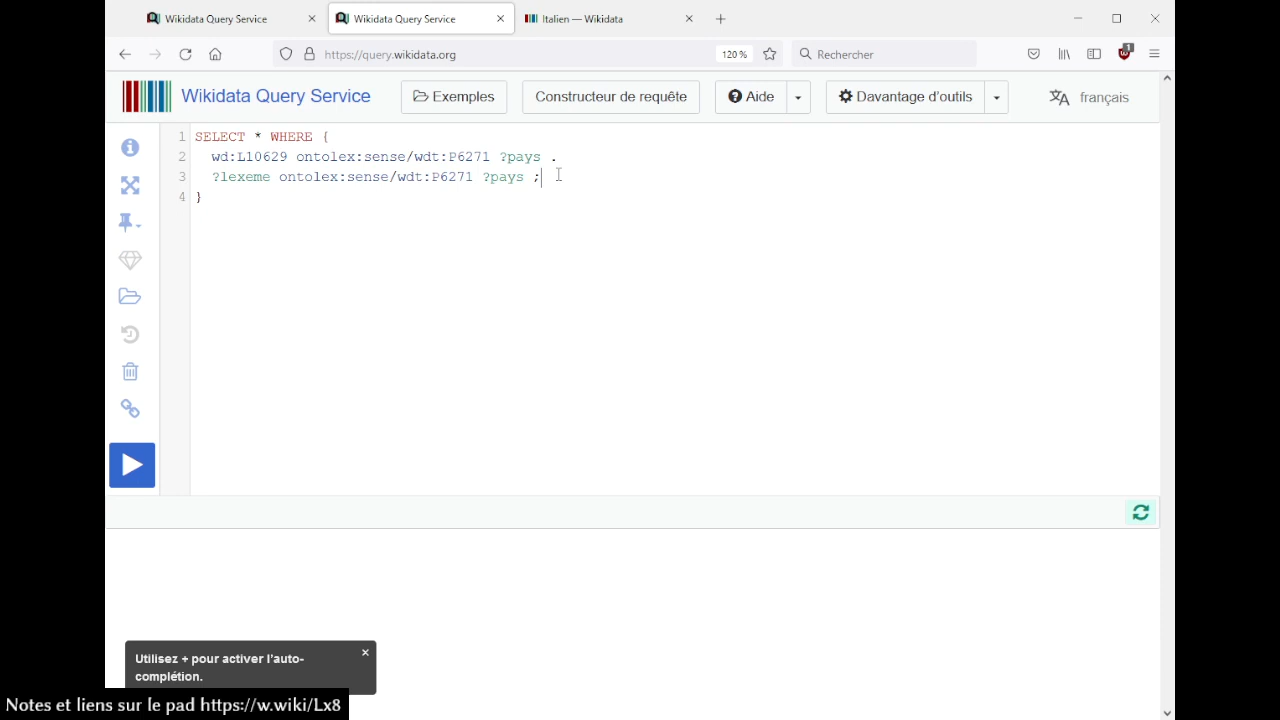 Wikidata Query Service
Wikidata Query Service
Italien — Wikidata
https://query.wikidata.org
120 %
Rechercher
1
Wikidata Query Service
Exemples
Constructeur de requête
Aide
Davantage d’outils
français
1 SELECT * WHERE {
2 wd:L10629 ontolex:sense/wdt:P6271 ?pays .
3 ?lexeme ontolex:sense/wdt:P6271 ?pays ;
4 }
Utilisez + pour activer l’auto-
complétion.
Notes et liens sur le pad https://w.wiki/Lx8